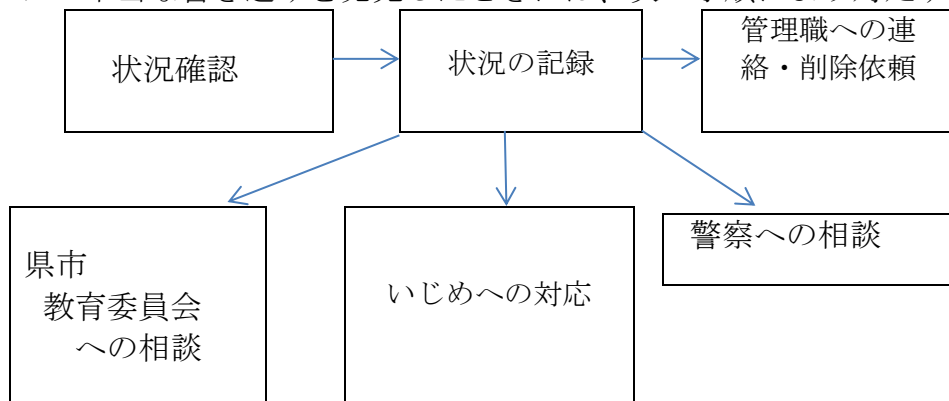 状況確認
状況の記録
管理職への連
絡・削除依頼
県市
教育委員会
への相談
いじめへの対応
警察への相談